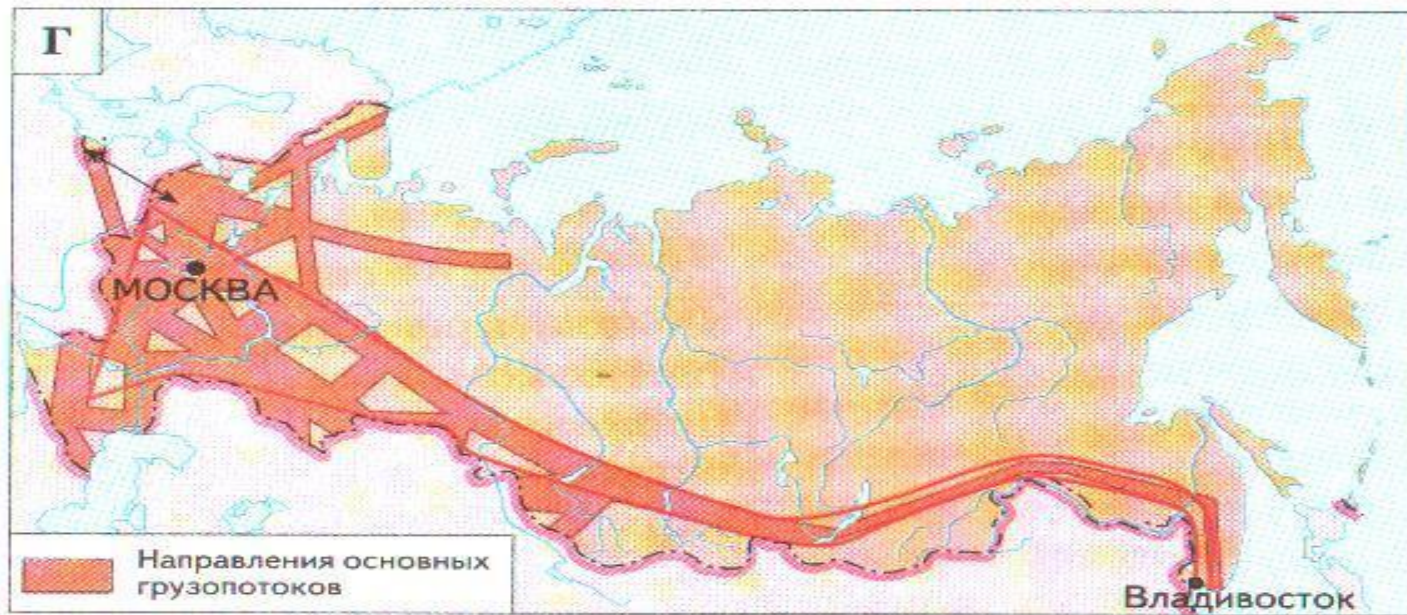 Г
МОСКВА
Направления основных
грузопотоков
Владивосток